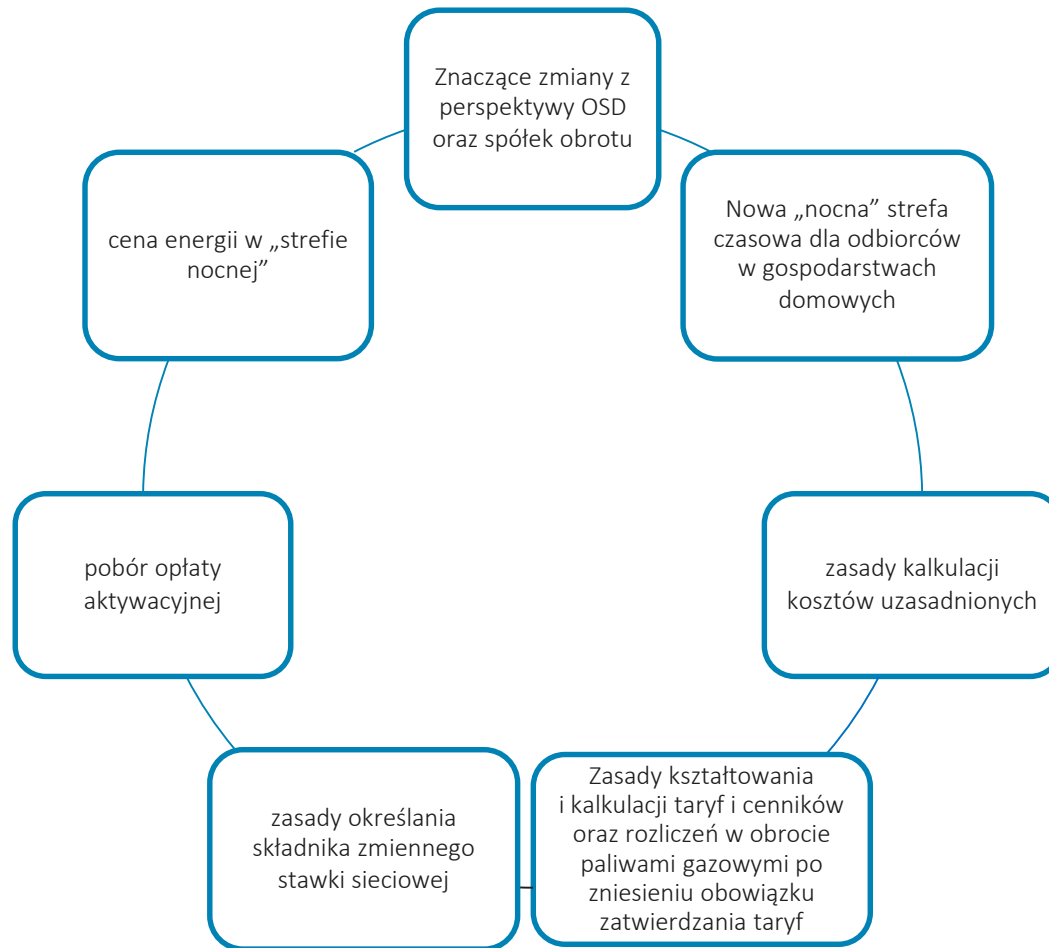 Znaczące zmiany z
perspektywy OSD
oraz spółek obrotu
Nowa „nocna” strefa
czasowa dla odbiorców
w gospodarstwach
domowych
zasady kalkulacji
kosztów uzasadnionych
Zasady kształtowania
i kalkulacji taryf i cenników
oraz rozliczeń w obrocie
paliwami gazowymi po
zniesieniu obowiązku
zatwierdzania taryf
zasady określania
składnika zmiennego
stawki sieciowej
pobór opłaty
aktywacyjnej
cena energii w „strefie
nocnej”